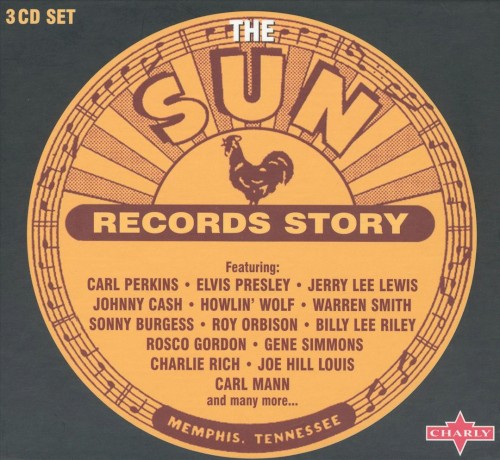 3 CD SET
THE
SUN
RECORDS STORY
Featuring:
CARL PERKINS · ELVIS PRESLEY · JERRY LEE LEWIS
JOHNNY CASH · HOWLIN' WOLF · WARREN SMITH
SONNY BURGESS · ROY ORBISON · BILLY LEE RILEY
ROSCO GORDON · GENE SIMMONS
CHARLIE RICH · JOE HILL LOUIS
CARL MANN
and many more...
MEMPHIS, TENNESSEE
CHARLY